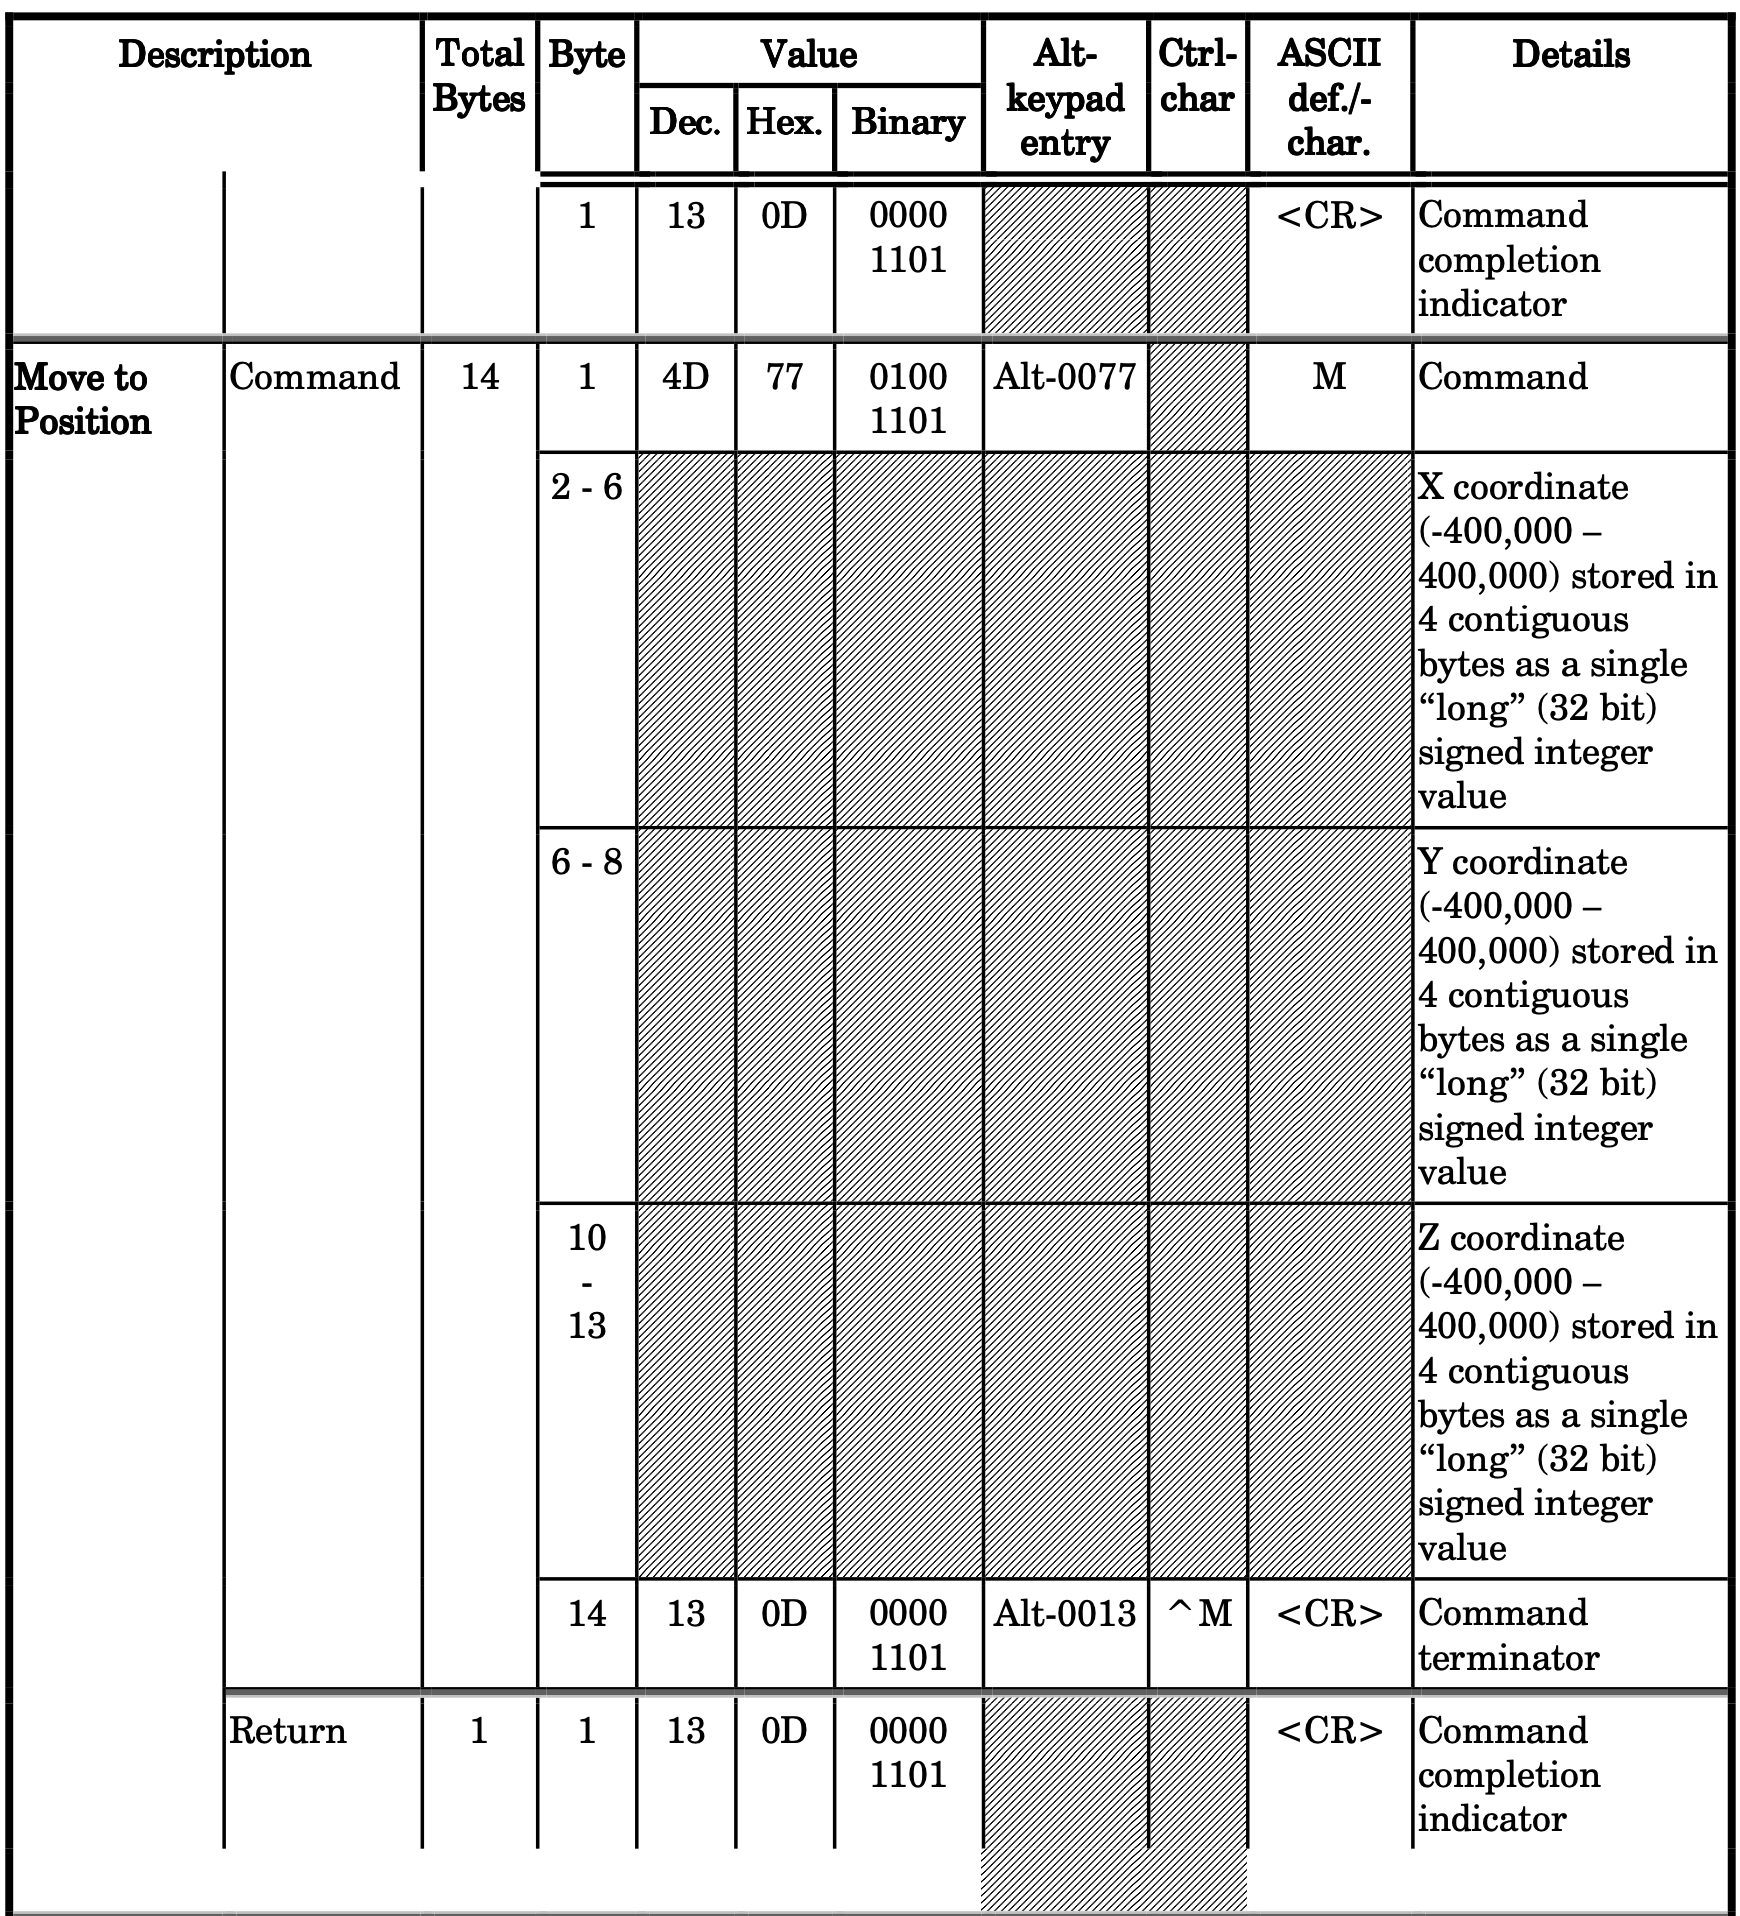 Description
Total
Bytes
Byte
Value
Dec.
Hex.
Binary
Alt-
keypad
entry
Ctrl-
char
ASCII
def./-
char.
Details
1
13
0D
0000
1101
<CR>
Command
completion
indicator
Move to
Position
Command
14
1
4D
77
0100
1101
Alt-0077
M
Command
2 - 6
X coordinate
(-400,000 –
400,000) stored in
4 contiguous
bytes as a single
“long” (32 bit)
signed integer
value
6 - 8
Y coordinate
(-400,000 –
400,000) stored in
4 contiguous
bytes as a single
“long” (32 bit)
signed integer
value
10
-
13
Z coordinate
(-400,000 –
400,000) stored in
4 contiguous
bytes as a single
“long” (32 bit)
signed integer
value
14
13
0D
0000
1101
Alt-0013
^M
<CR>
Command
terminator
Return
1
1
13
0D
0000
1101
<CR>
Command
completion
indicator